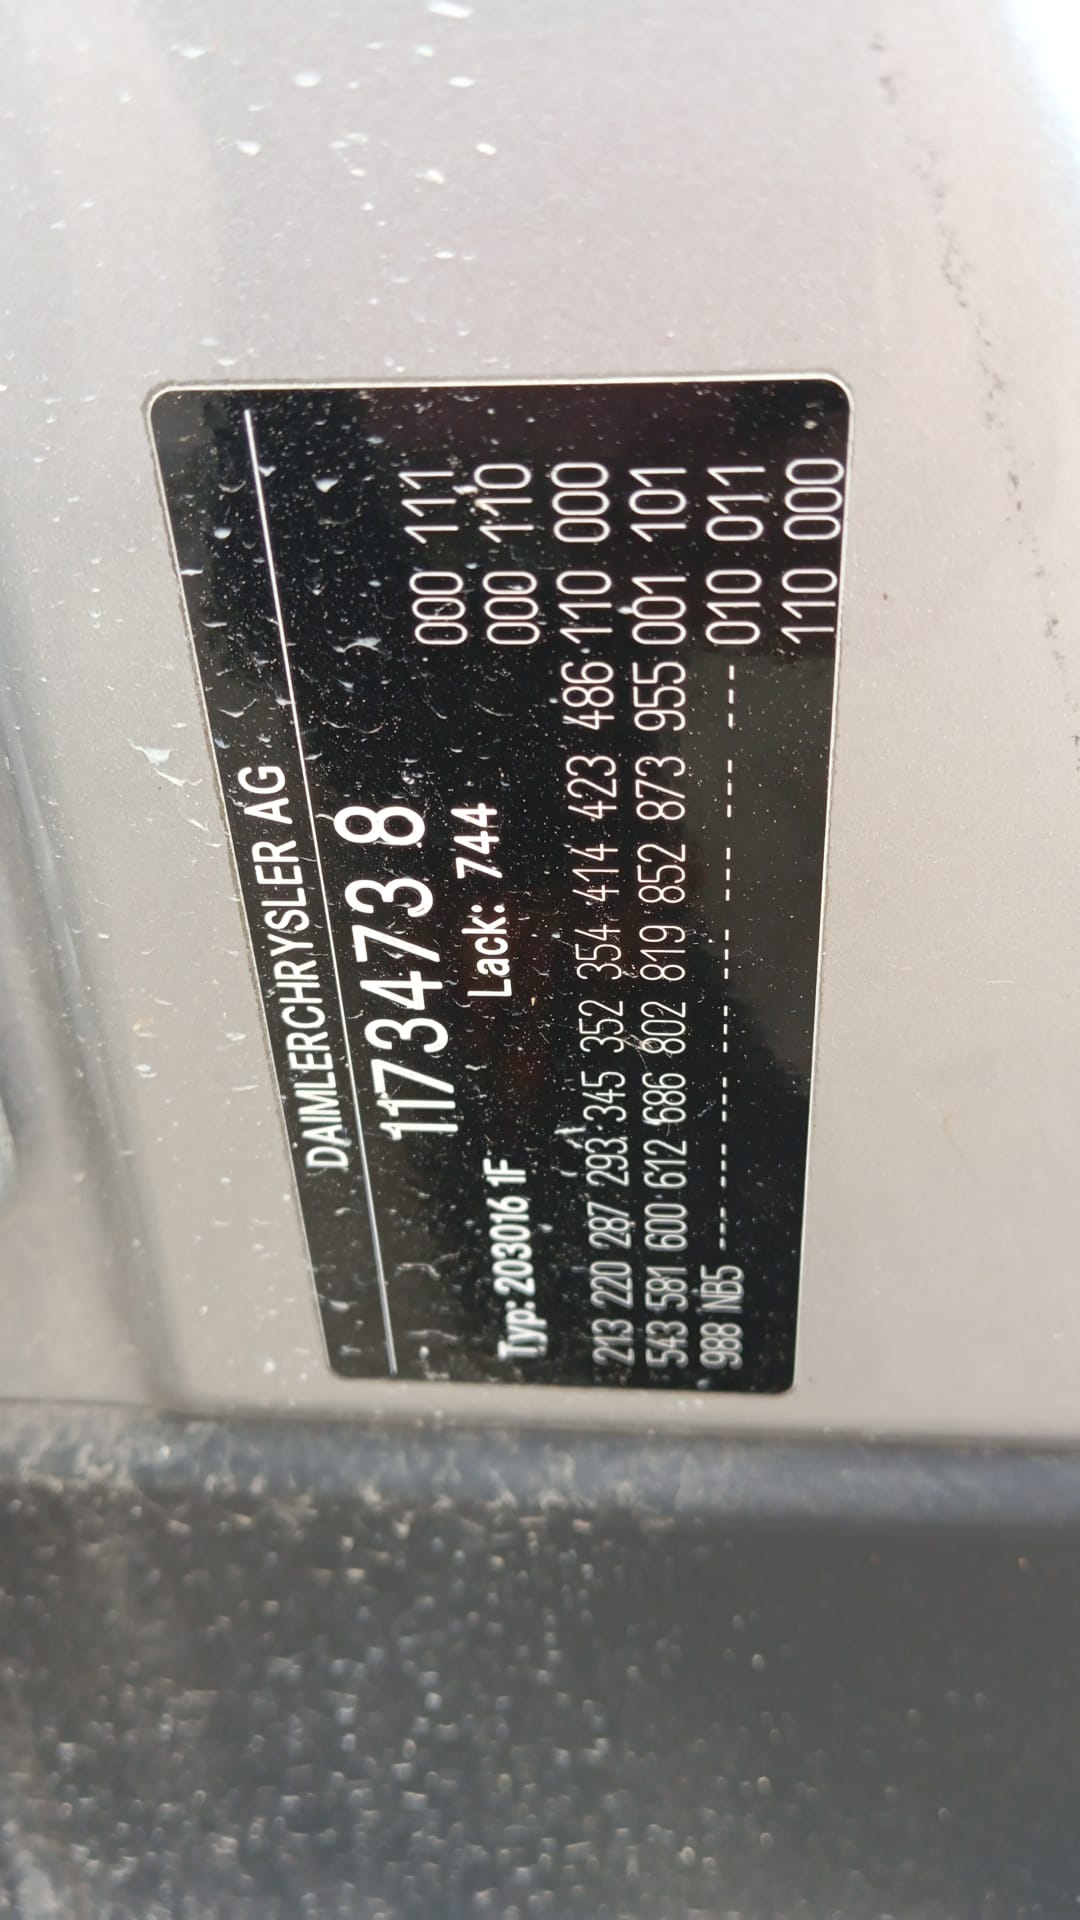 DAIMLERCHRYSLER AG
1173473 8 000 111
Typ: 203016 1F Lack: 744 000 110
213 220 287 293 345 352 354 414 423 486 110 000
543 581 600 612 686 802 819 852 873 955 001 101
988 NB5 --- --- --- --- --- --- --- --- 010 011
110 000